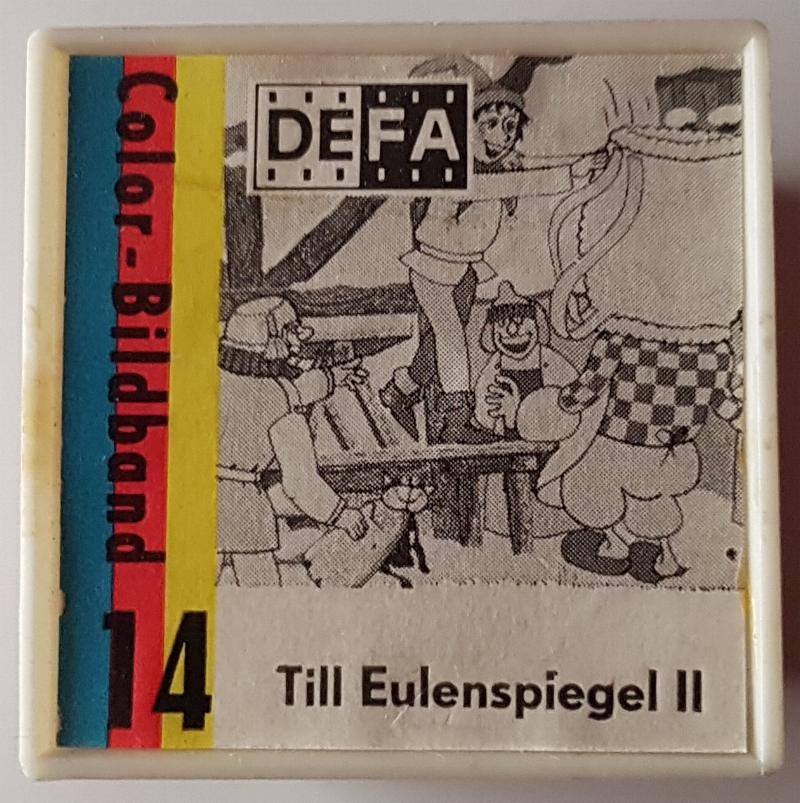 DEFA
Color-Bildband
14
Till Eulenspiegel II